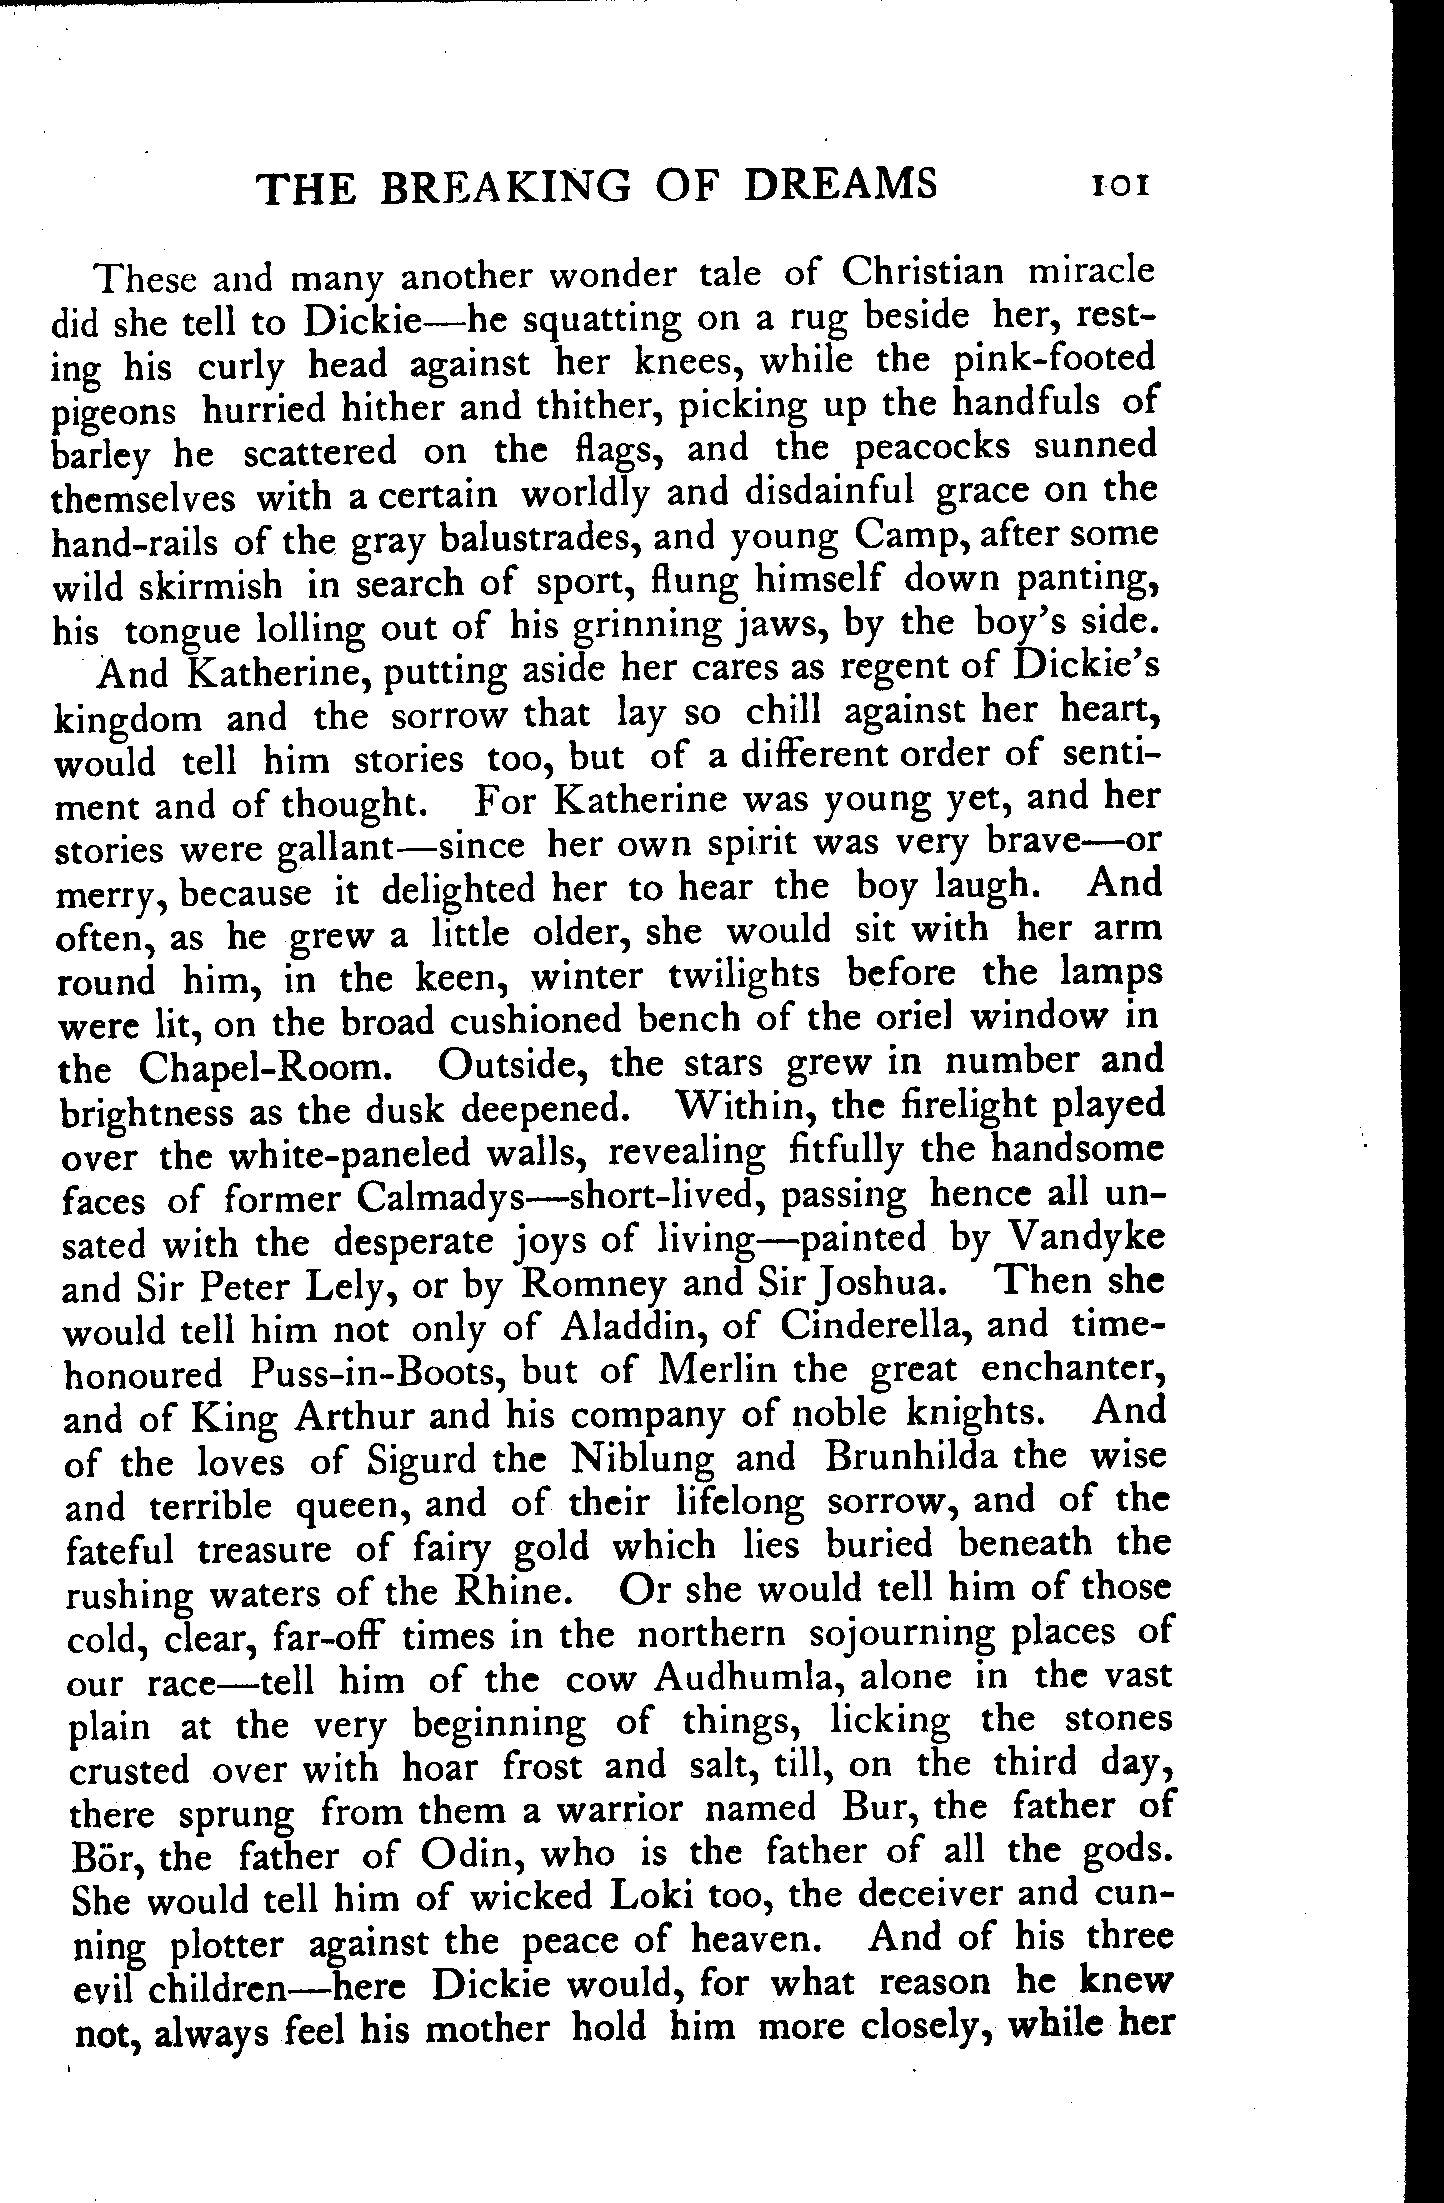 THE BREAKING OF DREAMS 101
These and many another wonder tale of Christian miracle
did she tell to Dickie—he squatting on a rug beside her, rest-
ing his curly head against her knees, while the pink-footed
pigeons hurried hither and thither, picking up the handfuls of
barley he scattered on the flags, and the peacocks sunned
themselves with a certain worldly and disdainful grace on the
hand-rails of the gray balustrades, and young Camp, after some
wild skirmish in search of sport, flung himself down panting,
his tongue lolling out of his grinning jaws, by the boy's side.
And Katherine, putting aside her cares as regent of Dickie's
kingdom and the sorrow that lay so chill against her heart,
would tell him stories too, but of a different order of senti-
ment and of thought. For Katherine was young yet, and her
stories were gallant—since her own spirit was very brave—or
merry, because it delighted her to hear the boy laugh. And
often, as he grew a little older, she would sit with her arm
round him, in the keen, winter twilights before the lamps
were lit, on the broad cushioned bench of the oriel window in
the Chapel-Room. Outside, the stars grew in number and
brightness as the dusk deepened. Within, the firelight played
over the white-paneled walls, revealing fitfully the handsome
faces of former Calmadys—short-lived, passing hence all un-
sated with the desperate joys of living—painted by Vandyke
and Sir Peter Lely, or by Romney and Sir Joshua. Then she
would tell him not only of Aladdin, of Cinderella, and time-
honoured Puss-in-Boots, but of Merlin the great enchanter,
and of King Arthur and his company of noble knights. And
of the loves of Sigurd the Niblung and Brunhilda the wise
and terrible queen, and of their lifelong sorrow, and of the
fateful treasure of fairy gold which lies buried beneath the
rushing waters of the Rhine. Or she would tell him of those
cold, clear, far-off times in the northern sojourning places of
our race—tell him of the cow Audhumla, alone in the vast
plain at the very beginning of things, licking the stones
crusted over with hoar frost and salt, till, on the third day,
there sprung from them a warrior named Bur, the father of
Bör, the father of Odin, who is the father of all the gods.
She would tell him of wicked Loki too, the deceiver and cun-
ning plotter against the peace of heaven. And of his three
evil children—here Dickie would, for what reason he knew
not, always feel his mother hold him more closely, while her